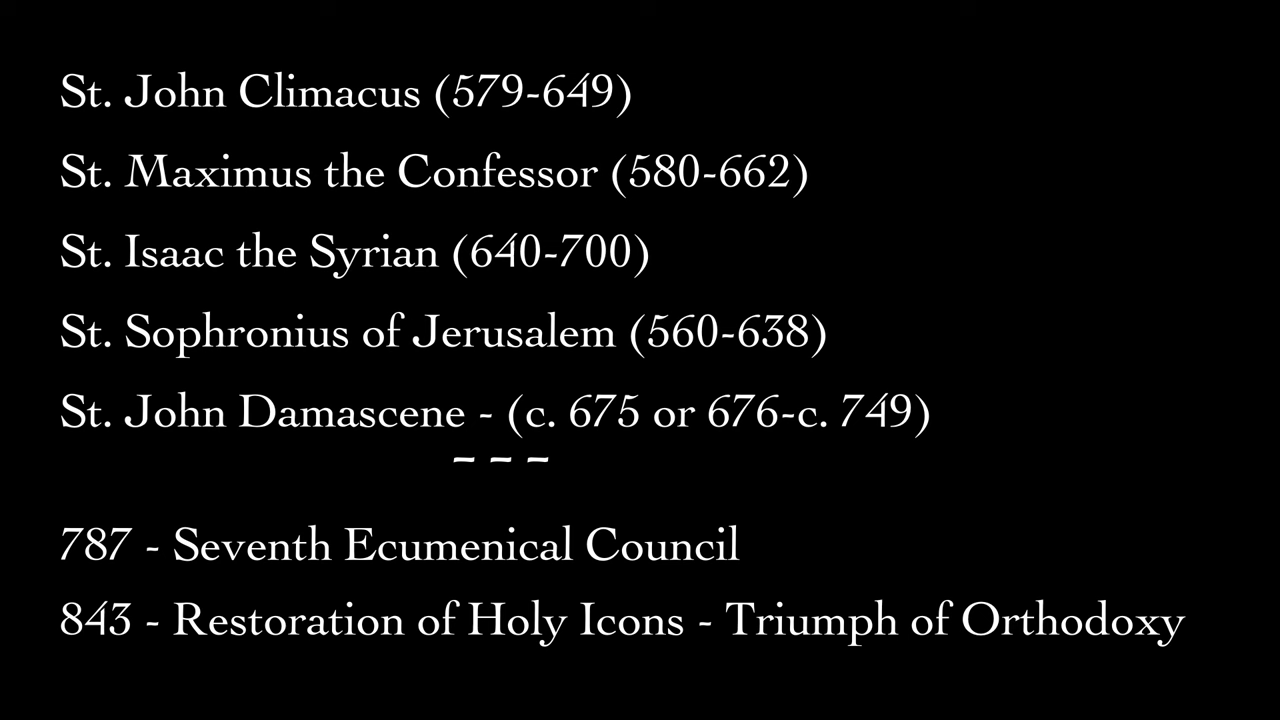 St. John Climacus (579-649)
St. Maximus the Confessor (580-662)
St. Isaac the Syrian (640-700)
St. Sophronius of Jerusalem (560-638)
St. John Damascene - (c. 675 or 676-c. 749)
~ ~ ~
787 - Seventh Ecumenical Council
843 - Restoration of Holy Icons - Triumph of Orthodoxy